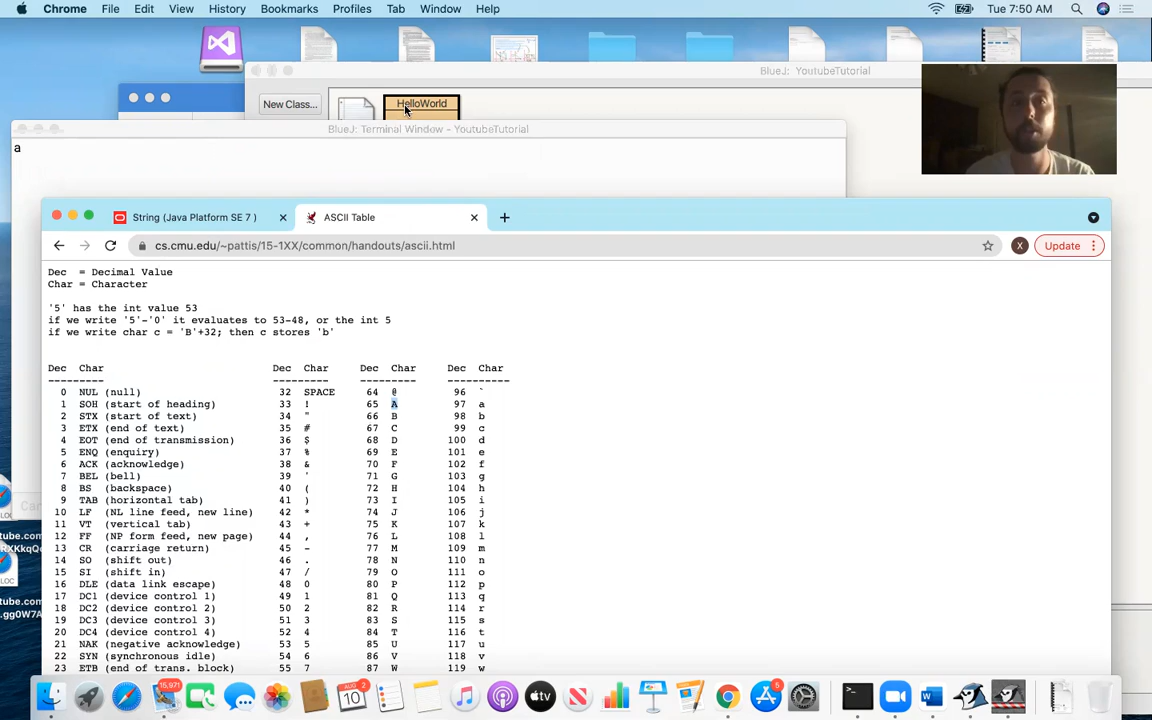 Chrome File Edit View History Bookmarks Profiles Tab Window Help Tue 7:50 AM
BlueJ: YoutubeTutorial
New Class...
HelloWorld
BlueJ: Terminal Window - YoutubeTutorial
a
String (Java Platform SE 7 )
ASCII Table
cs.cmu.edu/~pattis/15-1XX/common/handouts/ascii.html
X
Update
Dec = Decimal Value
Char = Character
'5' has the int value 53
if we write '5'-'0' it evaluates to 53-48, or the int 5
if we write char c = 'B'+32; then c stores 'b'
Dec Char Dec Char Dec Char Dec Char
--------- --------- --------- ----------
0 NUL (null) 32 SPACE 64 @ 96 `
1 SOH (start of heading) 33 ! 65 A 97 a
2 STX (start of text) 34 " 66 B 98 b
3 ETX (end of text) 35 # 67 C 99 c
4 EOT (end of transmission) 36 $ 68 D 100 d
5 ENQ (enquiry) 37 % 69 E 101 e
6 ACK (acknowledge) 38 & 70 F 102 f
7 BEL (bell) 39 ' 71 G 103 g
8 BS (backspace) 40 ( 72 H 104 h
9 TAB (horizontal tab) 41 ) 73 I 105 i
10 LF (NL line feed, new line) 42 * 74 J 106 j
11 VT (vertical tab) 43 + 75 K 107 k
12 FF (NP form feed, new page) 44 , 76 L 108 l
13 CR (carriage return) 45 - 77 M 109 m
14 SO (shift out) 46 . 78 N 110 n
15 SI (shift in) 47 / 79 O 111 o
16 DLE (data link escape) 48 0 80 P 112 p
17 DC1 (device control 1) 49 1 81 Q 113 q
18 DC2 (device control 2) 50 2 82 R 114 r
19 DC3 (device control 3) 51 3 83 S 115 s
20 DC4 (device control 4) 52 4 84 T 116 t
21 NAK (negative acknowledge) 53 5 85 U 117 u
22 SYN (synchronous idle) 54 6 86 V 118 v
23 ETB (end of trans. block) 55 7 87 W 119 w
tube.com
LOC
tube.com
.gg0W7A
LOC
15,971
AUG 2
10
tv
5